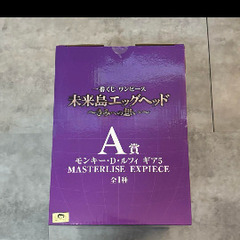 一番くじ ワンピース
未来島エッグヘッド
A賞
モンキー・D・ルフィ ギア5
MASTERLISE EXPIECE
全1種